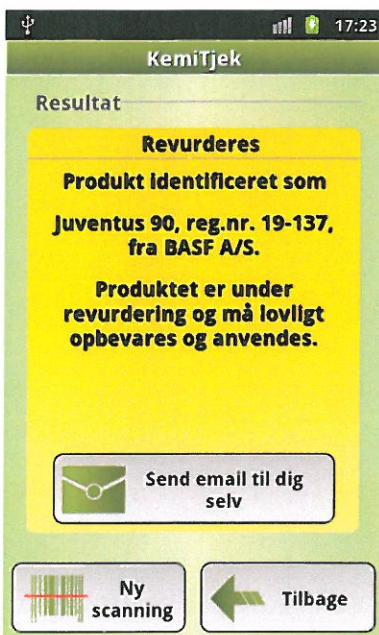 17:23
KemiTjek
Resultat
Revurderes
Produkt identificeret som
Juventus 90, reg.nr. 19-137,
fra BASF A/S.
Produktet er under
revurdering og må lovligt
opbevares og anvendes.
Send email til dig
selv
Ny
scanning
Tilbage